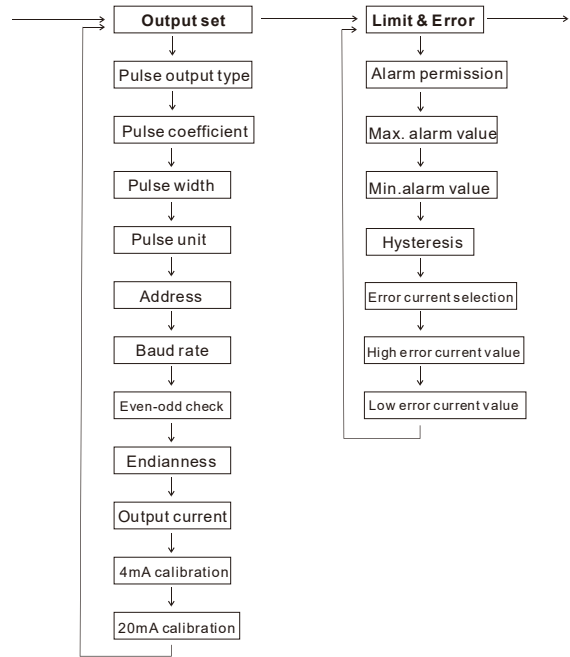 Output set
Pulse output type
Pulse coefficient
Pulse width
Pulse unit
Address
Baud rate
Even-odd check
Endianness
Output current
4mA calibration
20mA calibration
Limit & Error
Alarm permission
Max. alarm value
Min.alarm value
Hysteresis
Error current selection
High error current value
Low error current value